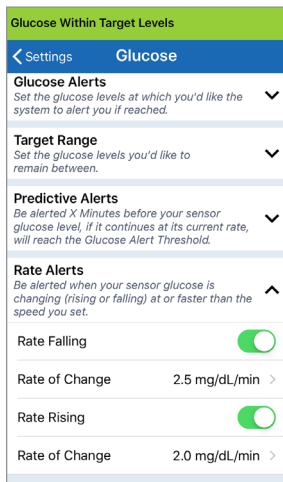 Glucose Within Target Levels
Settings Glucose
Glucose Alerts
Set the glucose levels at which you'd like the
system to alert you if reached.
Target Range
Set the glucose levels you'd like to
remain between.
Predictive Alerts
Be alerted X Minutes before your sensor
glucose level, if it continues at its current rate,
will reach the Glucose Alert Threshold.
Rate Alerts
Be alerted when your sensor glucose is
changing (rising or falling) at or faster than the
speed you set.
Rate Falling
Rate of Change 2.5 mg/dL/min
Rate Rising
Rate of Change 2.0 mg/dL/min